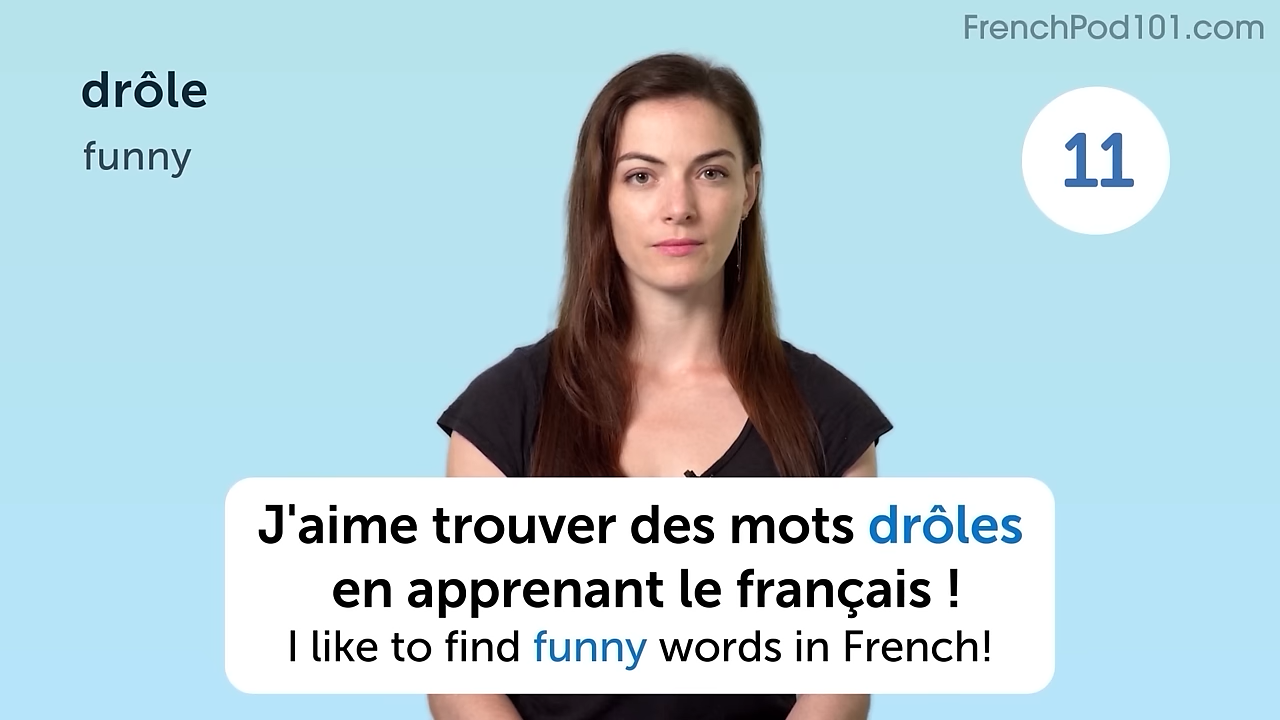 FrenchPod101.com
drôle
funny
11
J'aime trouver des mots drôles
en apprenant le français !
I like to find funny words in French!